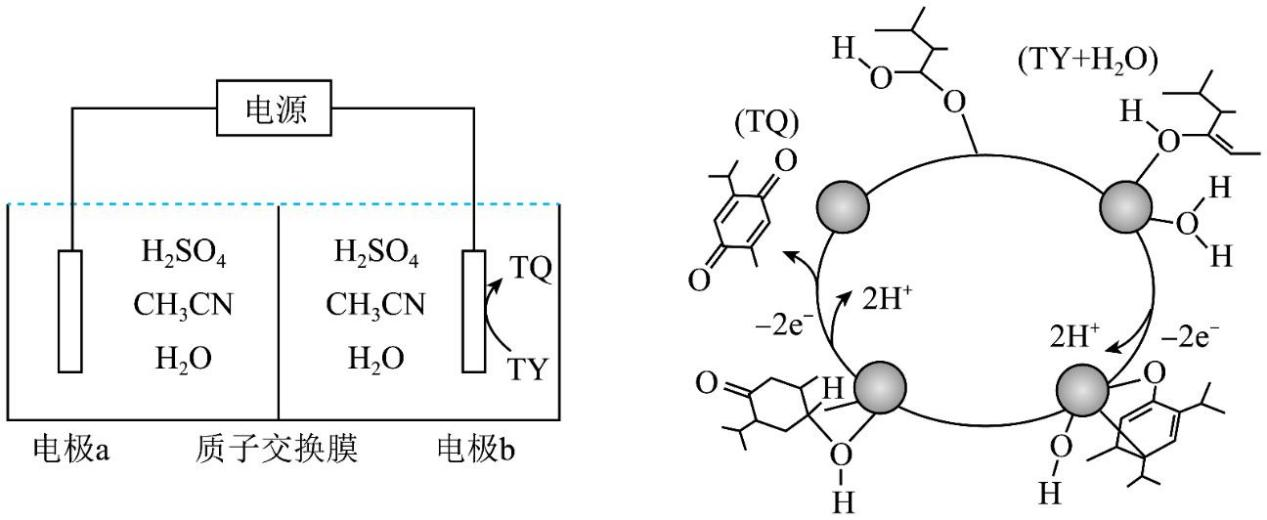 电源
H₂SO₄
CH₃CN
H₂O
H₂SO₄
CH₃CN
H₂O
TQ
TY
电极a
质子交换膜
电极b
H
O
O
(TY+H₂O)
H
O
H
O
H
(TQ)
O
O
−2e⁻
2H⁺
2H⁺
−2e⁻
O
H
O
H
O
O
H